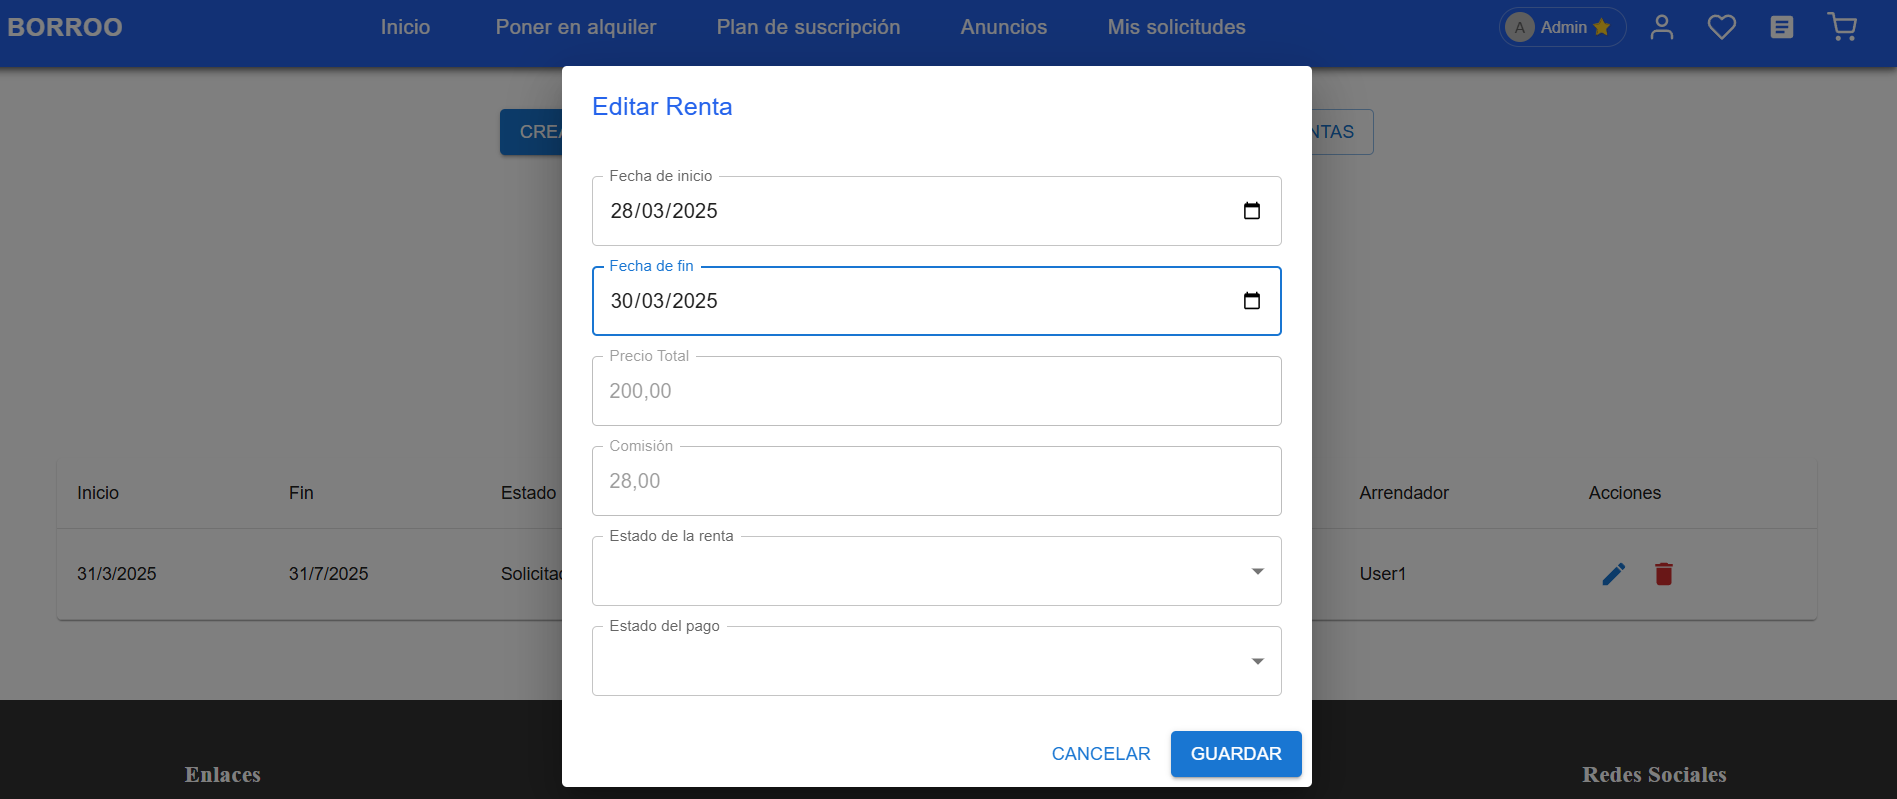 BORROO Inicio Poner en alquiler Plan de suscripción Anuncios Mis solicitudes A Admin
Editar Renta
Fecha de inicio
28/03/2025
Fecha de fin
30/03/2025
Precio Total
200,00
Comisión
28,00
Estado de la renta
Estado del pago
CANCELAR GUARDAR
Inicio Fin Estado Arrendador Acciones
31/3/2025 31/7/2025 User1
Enlaces Redes Sociales